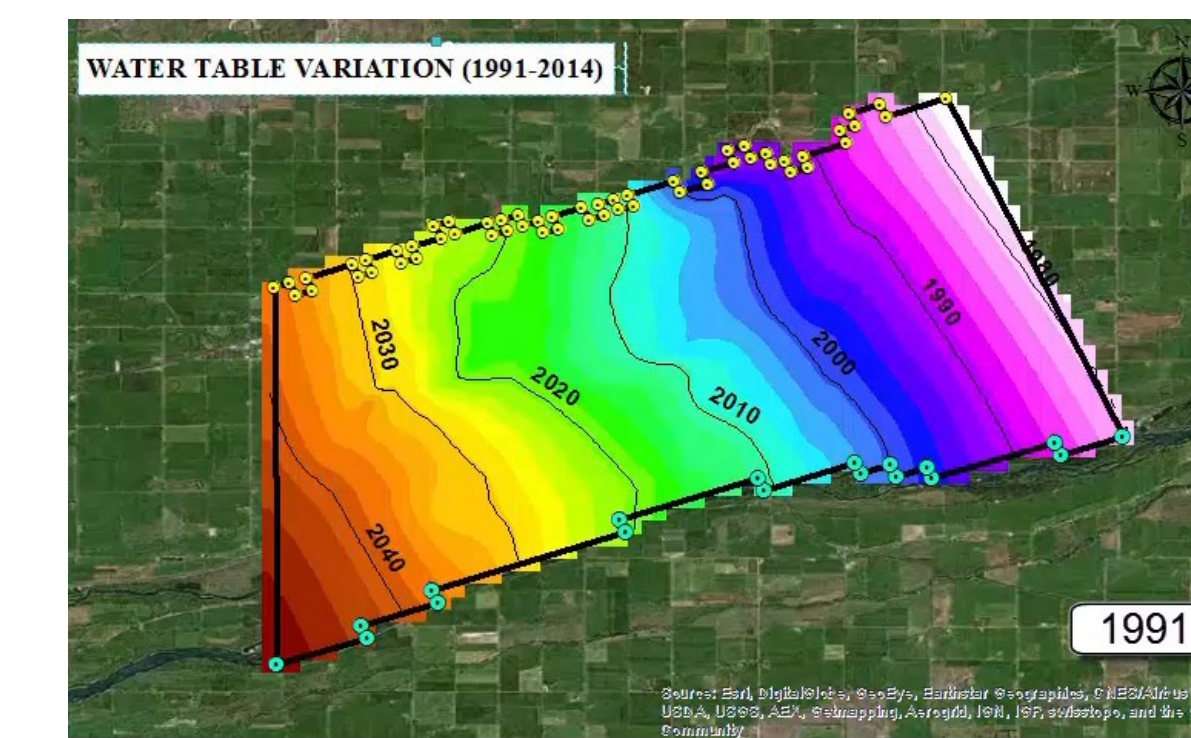 WATER TABLE VARIATION (1991-2014)
N
W
S
1980
1990
2000
2010
2020
2030
2040
1991
Source: Esri, DigitalGlobe, GeoEye, Earthstar Geographics, CNES/Airbus
USDA, USGS, AEX, Getmapping, Aerogrid, IGN, IGP, swisstopo, and the
Community